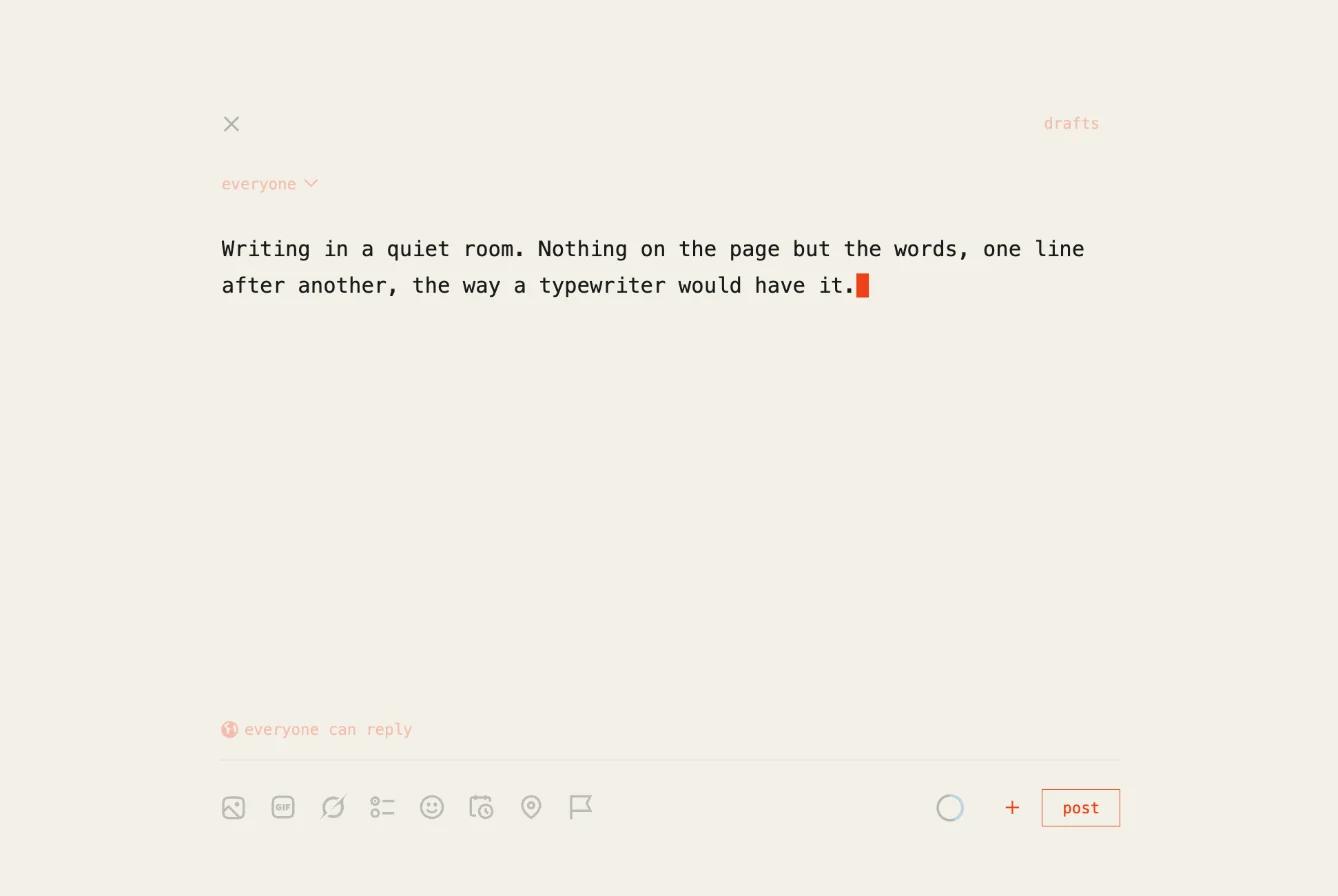 drafts
everyone
Writing in a quiet room. Nothing on the page but the words, one line
after another, the way a typewriter would have it.
everyone can reply
GIF
post